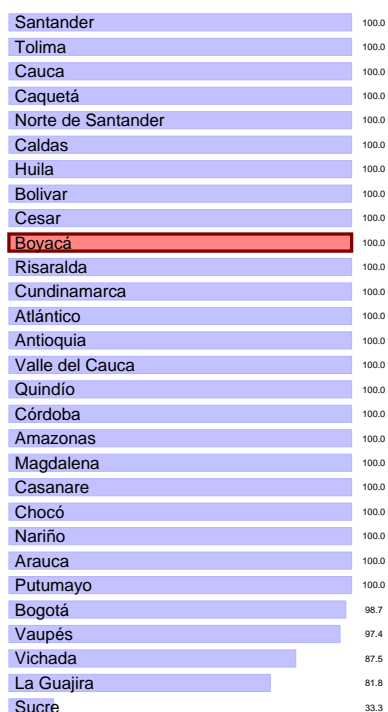 Santander 100.0
Tolima 100.0
Cauca 100.0
Caquetá 100.0
Norte de Santander 100.0
Caldas 100.0
Huila 100.0
Bolivar 100.0
Cesar 100.0
Boyacá 100.0
Risaralda 100.0
Cundinamarca 100.0
Atlántico 100.0
Antioquia 100.0
Valle del Cauca 100.0
Quindío 100.0
Córdoba 100.0
Amazonas 100.0
Magdalena 100.0
Casanare 100.0
Chocó 100.0
Nariño 100.0
Arauca 100.0
Putumayo 100.0
Bogotá 98.7
Vaupés 97.4
Vichada 87.5
La Guajira 81.8
Sucre 33.3